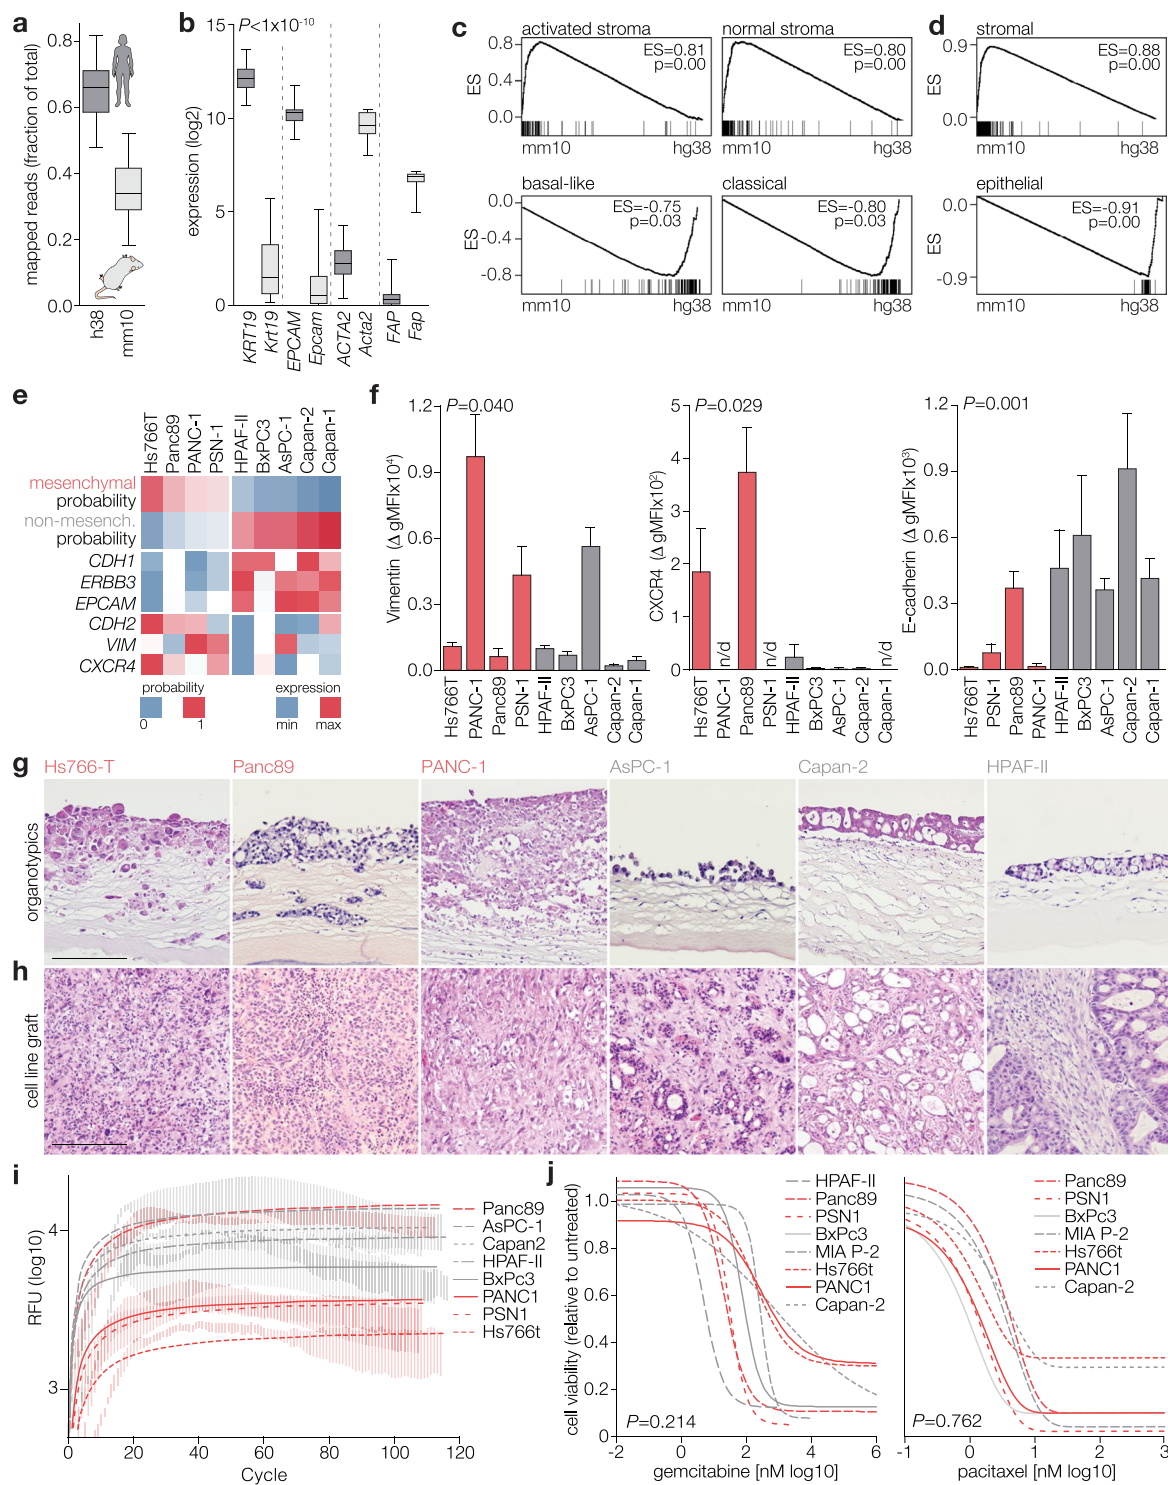 a
mapped reads (fraction of total)
0.8
0.6
0.4
0.2
0.0
h38
mm10
b
P<1x10⁻¹⁰
expression (log2)
10
5
0
KRT19
Krt19
EPCAM
Epcam
ACTA2
Acta2
FAP
Fap
c
activated stroma
ES=0.81
p=0.00
ES
0.8
0.4
0.0
mm10
hg38
normal stroma
ES=0.80
p=0.00
mm10
hg38
basal-like
ES=-0.75
p=0.03
ES
0.0
-0.4
-0.8
mm10
hg38
classical
ES=-0.80
p=0.03
mm10
hg38
d
stromal
ES=0.88
p=0.00
ES
0.9
0.0
mm10
hg38
epithelial
ES=-0.91
p=0.00
ES
0.0
-0.9
mm10
hg38
e
Hs766T
Panc89
PANC-1
PSN-1
HPAF-II
BxPC3
AsPC-1
Capan-2
Capan-1
mesenchymal
probability
non-mesench.
probability
CDH1
ERBB3
EPCAM
CDH2
VIM
CXCR4
probability
0
1
expression
min
max
f
P=0.040
Vimentin (Δ gMFIx10⁴)
1.2
0.9
0.6
0.3
0.0
Hs766T
PANC-1
Panc89
PSN-1
HPAF-II
BxPC3
AsPC-1
Capan-2
Capan-1
P=0.029
CXCR4 (Δ gMFIx10²)
5
4
3
2
1
0
n/d
n/d
n/d
Hs766T
PANC-1
Panc89
PSN-1
HPAF-II
BxPC3
AsPC-1
Capan-2
Capan-1
P=0.001
E-cadherin (Δ gMFIx10³)
1.2
0.9
0.6
0.3
0.0
Hs766T
PSN-1
Panc89
PANC-1
HPAF-II
BxPC3
AsPC-1
Capan-2
Capan-1
g
Hs766-T
Panc89
PANC-1
AsPC-1
Capan-2
HPAF-II
organotypics
h
cell line graft
i
RFU (log10)
4
3
0
20
40
60
80
100
120
Cycle
Panc89
AsPC-1
Capan2
HPAF-II
BxPc3
PANC1
PSN1
Hs766t
j
cell viability (relative to untreated)
1.0
0.8
0.6
0.4
0.2
0
P=0.214
-2
0
2
4
6
gemcitabine [nM log10]
HPAF-II
Panc89
PSN1
BxPc3
MIA P-2
Hs766t
PANC1
Capan-2
P=0.762
-1
0
1
2
3
pacitaxel [nM log10]
Panc89
PSN1
BxPc3
MIA P-2
Hs766t
PANC1
Capan-2